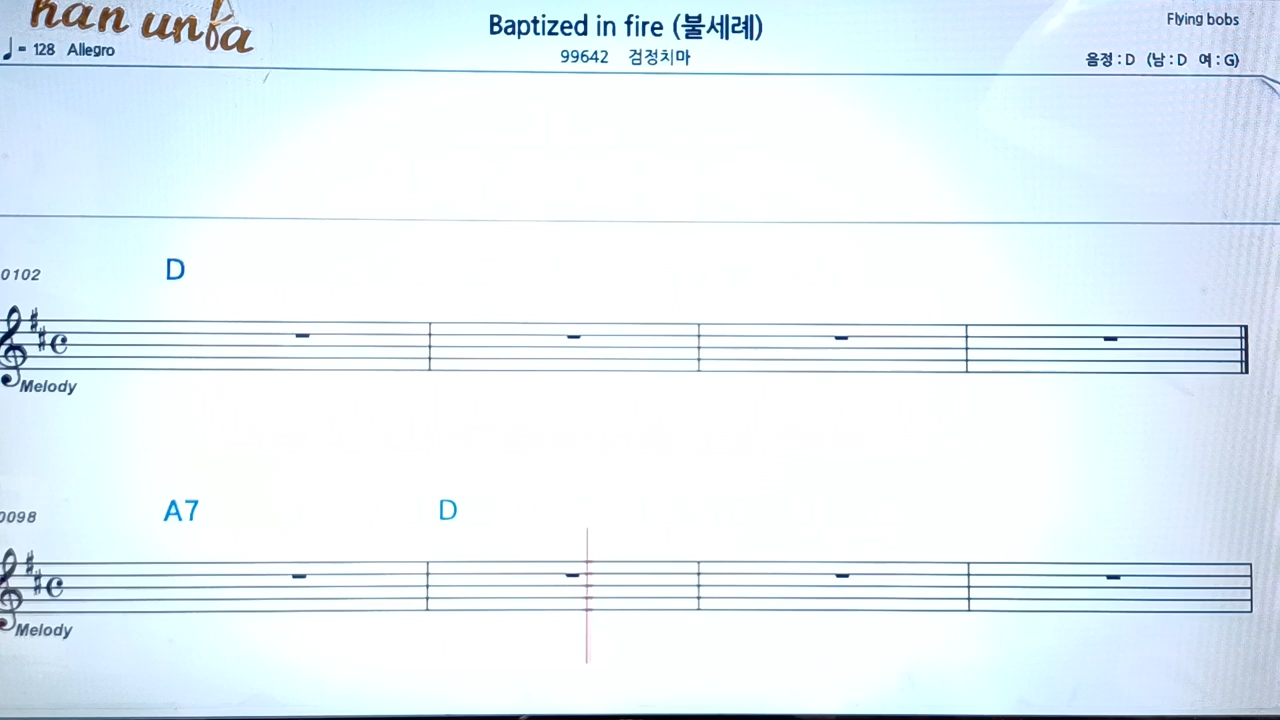 han unfa
Baptized in fire (불세례)
Flying bobs
♩= 128 Allegro
99642 검정치마
음정 : D (남 : D 여 : G)
0102
D
Melody
0098
A7 D
Melody